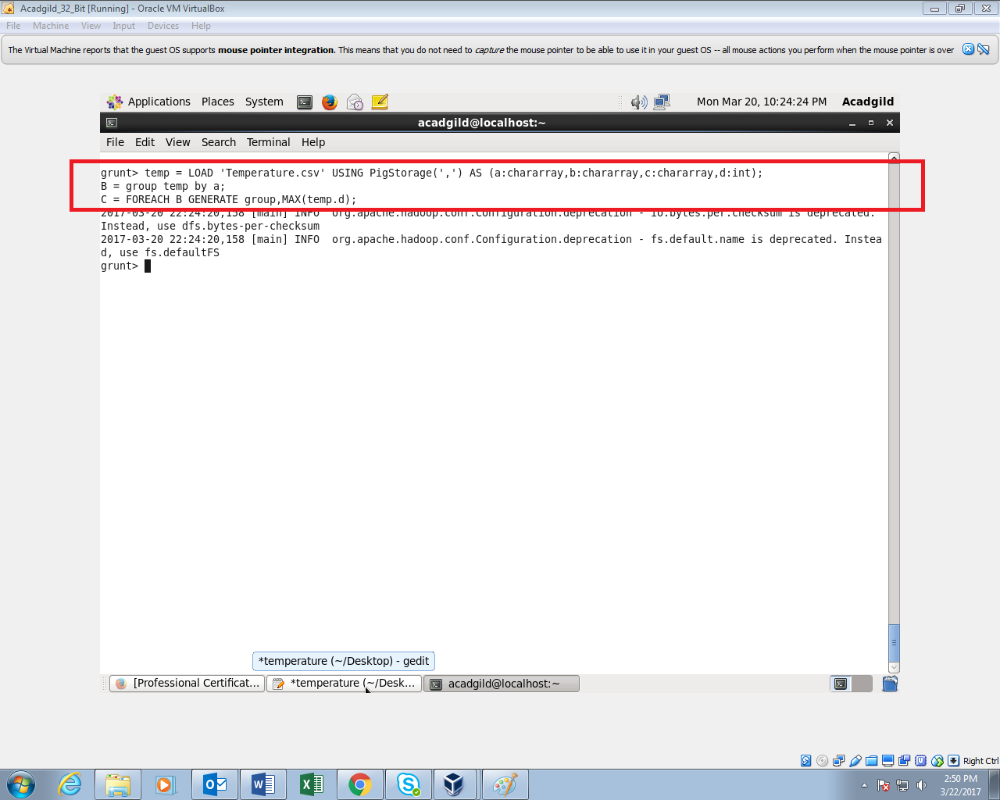 Acadgild_32_Bit [Running] - Oracle VM VirtualBox
File Machine View Input Devices Help
The Virtual Machine reports that the guest OS supports mouse pointer integration. This means that you do not need to capture the mouse pointer to be able to use it in your guest OS -- all mouse actions you perform when the mouse pointer is over
Applications Places System Mon Mar 20, 10:24:24 PM Acadgild
acadgild@localhost:~
File Edit View Search Terminal Help
grunt> temp = LOAD 'Temperature.csv' USING PigStorage(',') AS (a:chararray,b:chararray,c:chararray,d:int);
B = group temp by a;
C = FOREACH B GENERATE group,MAX(temp.d);
2017-03-20 22:24:20,158 [main] INFO  org.apache.hadoop.conf.Configuration.deprecation - io.bytes.per.checksum is deprecated.
Instead, use dfs.bytes-per-checksum
2017-03-20 22:24:20,158 [main] INFO  org.apache.hadoop.conf.Configuration.deprecation - fs.default.name is deprecated. Instea
d, use fs.defaultFS
grunt>
*temperature (~/Desktop) - gedit
[Professional Certificat... *temperature (~/Desk... acadgild@localhost:~
Right Ctrl
2:50 PM
3/22/2017